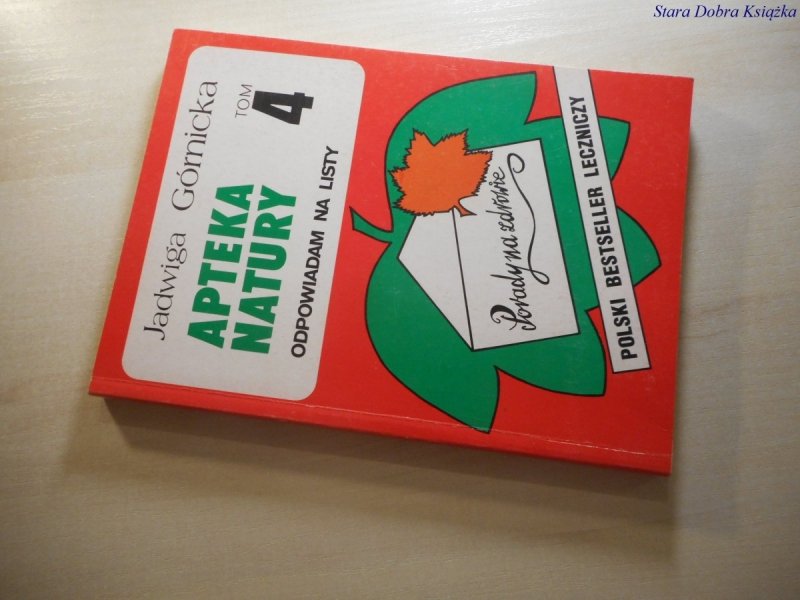 Stara Dobra Książka
Jadwiga Górnicka
APTEKA
NATURY
TOM
4
ODPOWIADAM NA LISTY
Porady na zdrowie
POLSKI BESTSELLER LECZNICZY